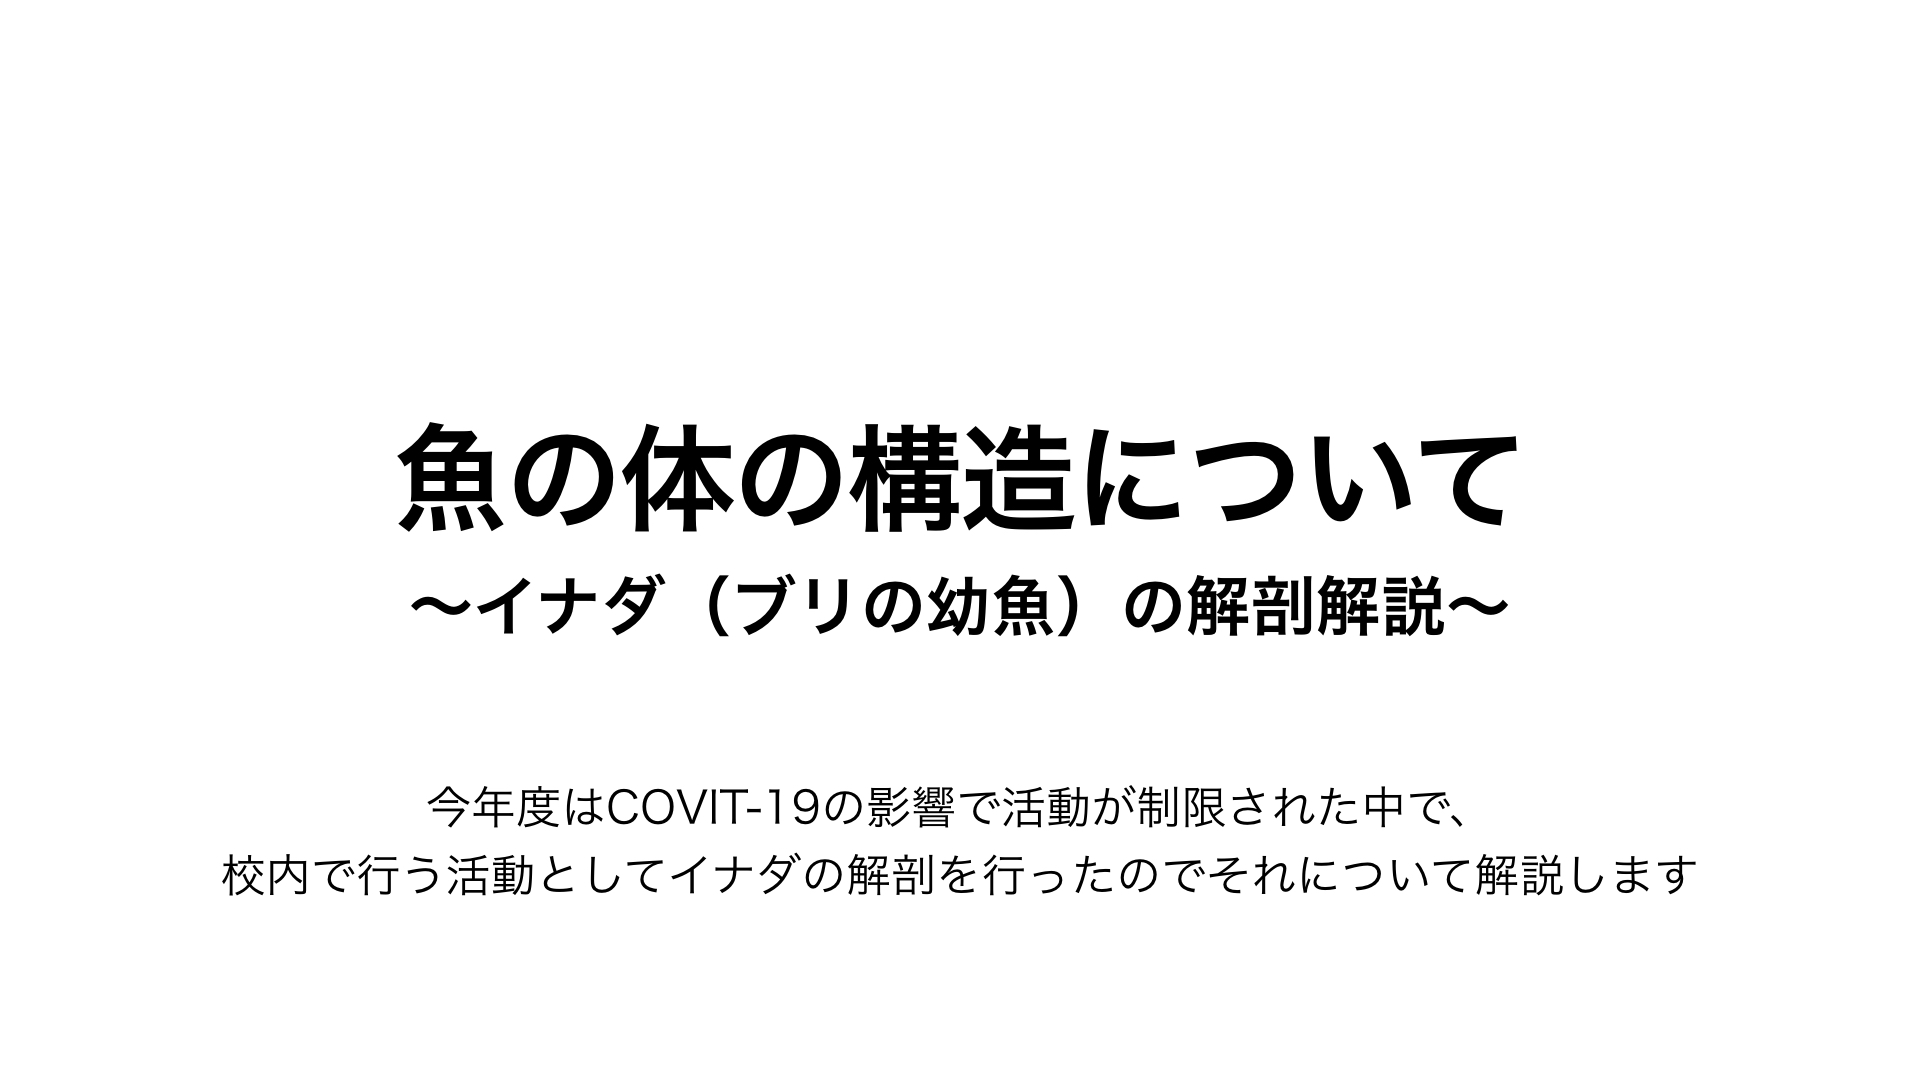 魚の体の構造について
〜イナダ（ブリの幼魚）の解剖解説〜
今年度はCOVIT-19の影響で活動が制限された中で、
校内で行う活動としてイナダの解剖を行ったのでそれについて解説します